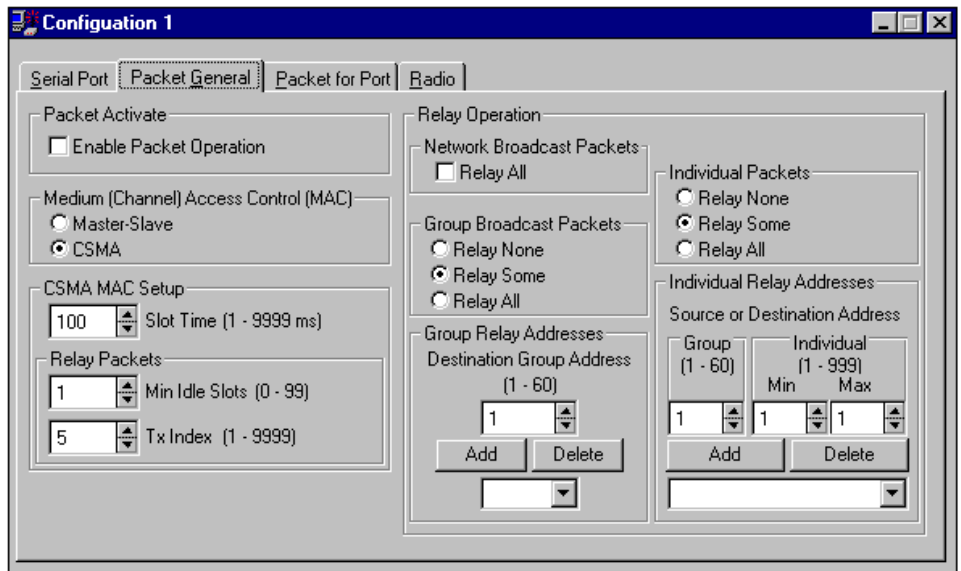 Configuation 1
Serial Port
Packet General
Packet for Port
Radio
Packet Activate
Enable Packet Operation
Medium (Channel) Access Control (MAC)
Master-Slave
CSMA
CSMA MAC Setup
100 Slot Time (1 - 9999 ms)
Relay Packets
1 Min Idle Slots (0 - 99)
5 Tx Index (1 - 9999)
Relay Operation
Network Broadcast Packets
Relay All
Group Broadcast Packets
Relay None
Relay Some
Relay All
Group Relay Addresses
Destination Group Address
(1 - 60)
1
Add Delete
Individual Packets
Relay None
Relay Some
Relay All
Individual Relay Addresses
Source or Destination Address
Group Individual
(1 - 60) (1 - 999)
Min Max
1 1 1
Add Delete